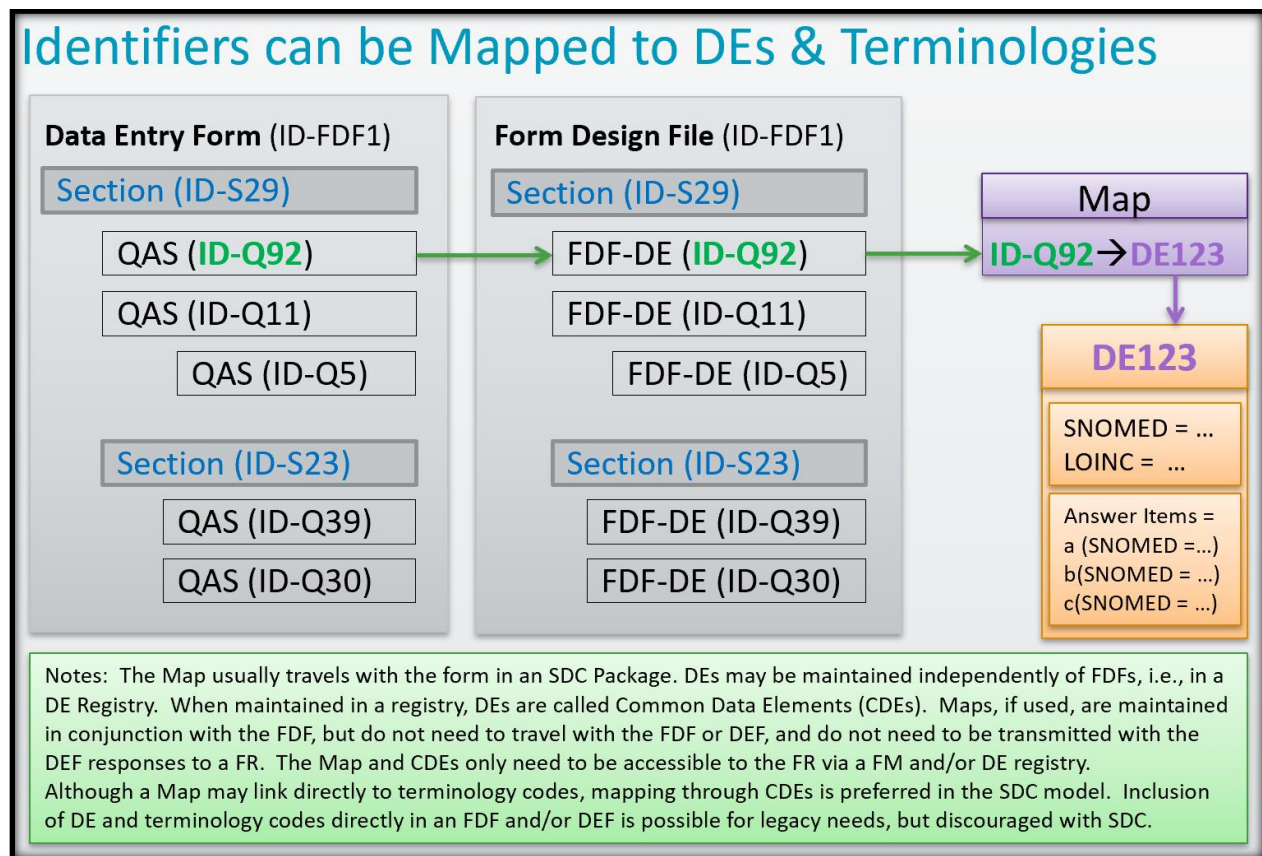 Identifiers can be Mapped to DEs & Terminologies
Data Entry Form (ID-FDF1)
Section (ID-S29)
QAS (ID-Q92)
QAS (ID-Q11)
QAS (ID-Q5)
Section (ID-S23)
QAS (ID-Q39)
QAS (ID-Q30)
Form Design File (ID-FDF1)
Section (ID-S29)
FDF-DE (ID-Q92)
FDF-DE (ID-Q11)
FDF-DE (ID-Q5)
Section (ID-S23)
FDF-DE (ID-Q39)
FDF-DE (ID-Q30)
Map
ID-Q92→DE123
DE123
SNOMED = ...
LOINC = ...
Answer Items =
a (SNOMED =...)
b(SNOMED = ...)
c(SNOMED = ...)
Notes: The Map usually travels with the form in an SDC Package. DEs may be maintained independently of FDFs, i.e., in a
DE Registry. When maintained in a registry, DEs are called Common Data Elements (CDEs). Maps, if used, are maintained
in conjunction with the FDF, but do not need to travel with the FDF or DEF, and do not need to be transmitted with the
DEF responses to a FR. The Map and CDEs only need to be accessible to the FR via a FM and/or DE registry.
Although a Map may link directly to terminology codes, mapping through CDEs is preferred in the SDC model. Inclusion
of DE and terminology codes directly in an FDF and/or DEF is possible for legacy needs, but discouraged with SDC.